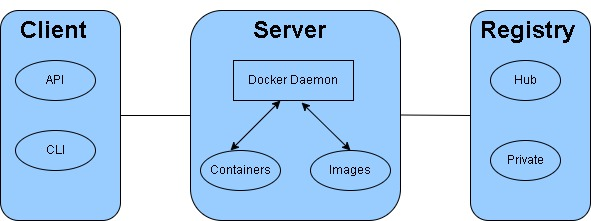 Client
API
CLI
Server
Docker Daemon
Containers
Images
Registry
Hub
Private